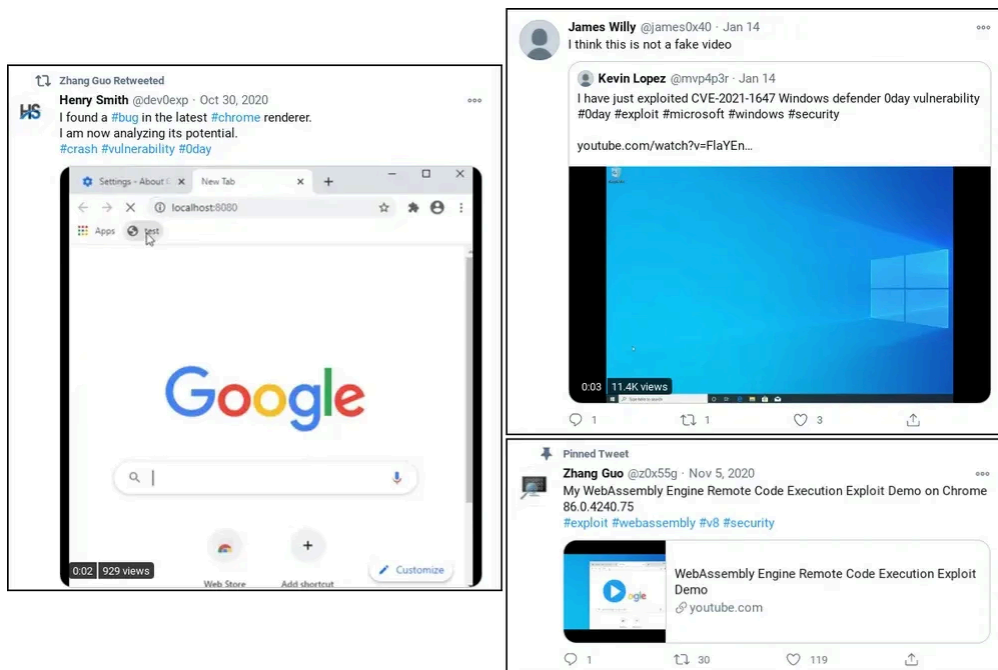 Zhang Guo Retweeted
HS
Henry Smith @dev0exp · Oct 30, 2020
I found a #bug in the latest #chrome renderer.
I am now analyzing its potential.
#crash #vulnerability #0day
Settings - About C
New Tab
localhost:8080
Apps
test
Google
0:02 929 views
Web Store
Add shortcut
Customize
James Willy @james0x40 · Jan 14
I think this is not a fake video
Kevin Lopez @mvp4p3r · Jan 14
I have just exploited CVE-2021-1647 Windows defender 0day vulnerability
#0day #exploit #microsoft #windows #security
youtube.com/watch?v=FlaYEn...
0:03 11.4K views
1 1 3
Pinned Tweet
Zhang Guo @z0x55g · Nov 5, 2020
My WebAssembly Engine Remote Code Execution Exploit Demo on Chrome
86.0.4240.75
#exploit #webassembly #v8 #security
ogle
WebAssembly Engine Remote Code Execution Exploit
Demo
youtube.com
1 30 119